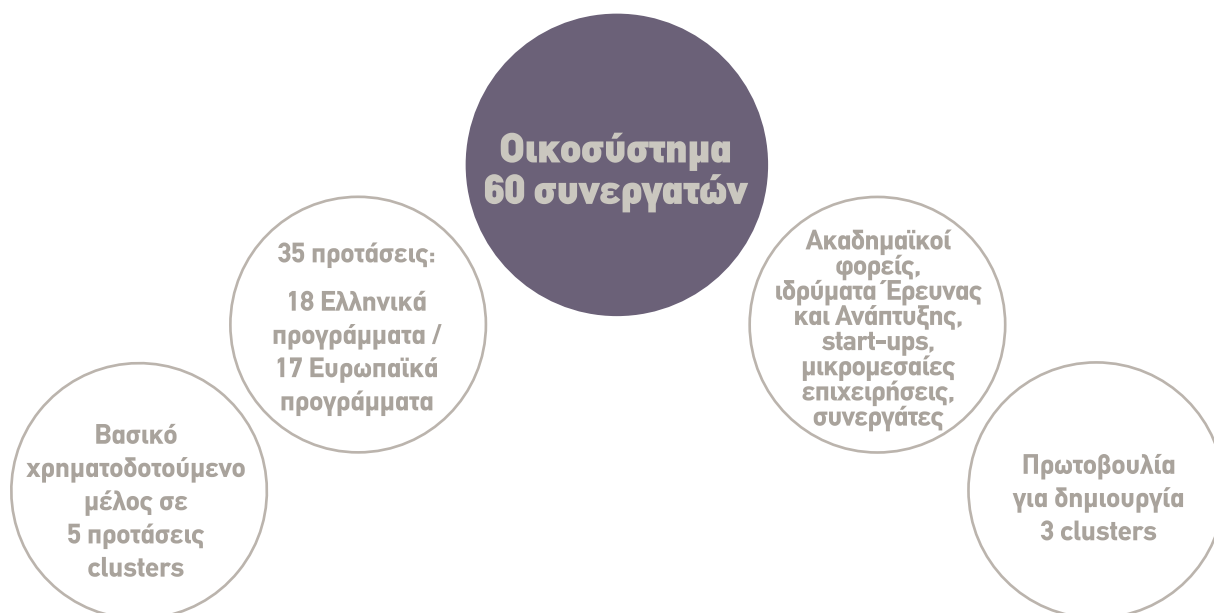 Οικοσύστημα
60 συνεργατών
35 προτάσεις:
18 Ελληνικά
προγράμματα /
17 Ευρωπαϊκά
προγράμματα
Ακαδημαϊκοί
φορείς,
ιδρύματα Έρευνας
και Ανάπτυξης,
start-ups,
μικρομεσαίες
επιχειρήσεις,
συνεργάτες
Βασικό
χρηματοδοτούμενο
μέλος σε
5 προτάσεις
clusters
Πρωτοβουλία
για δημιουργία
3 clusters